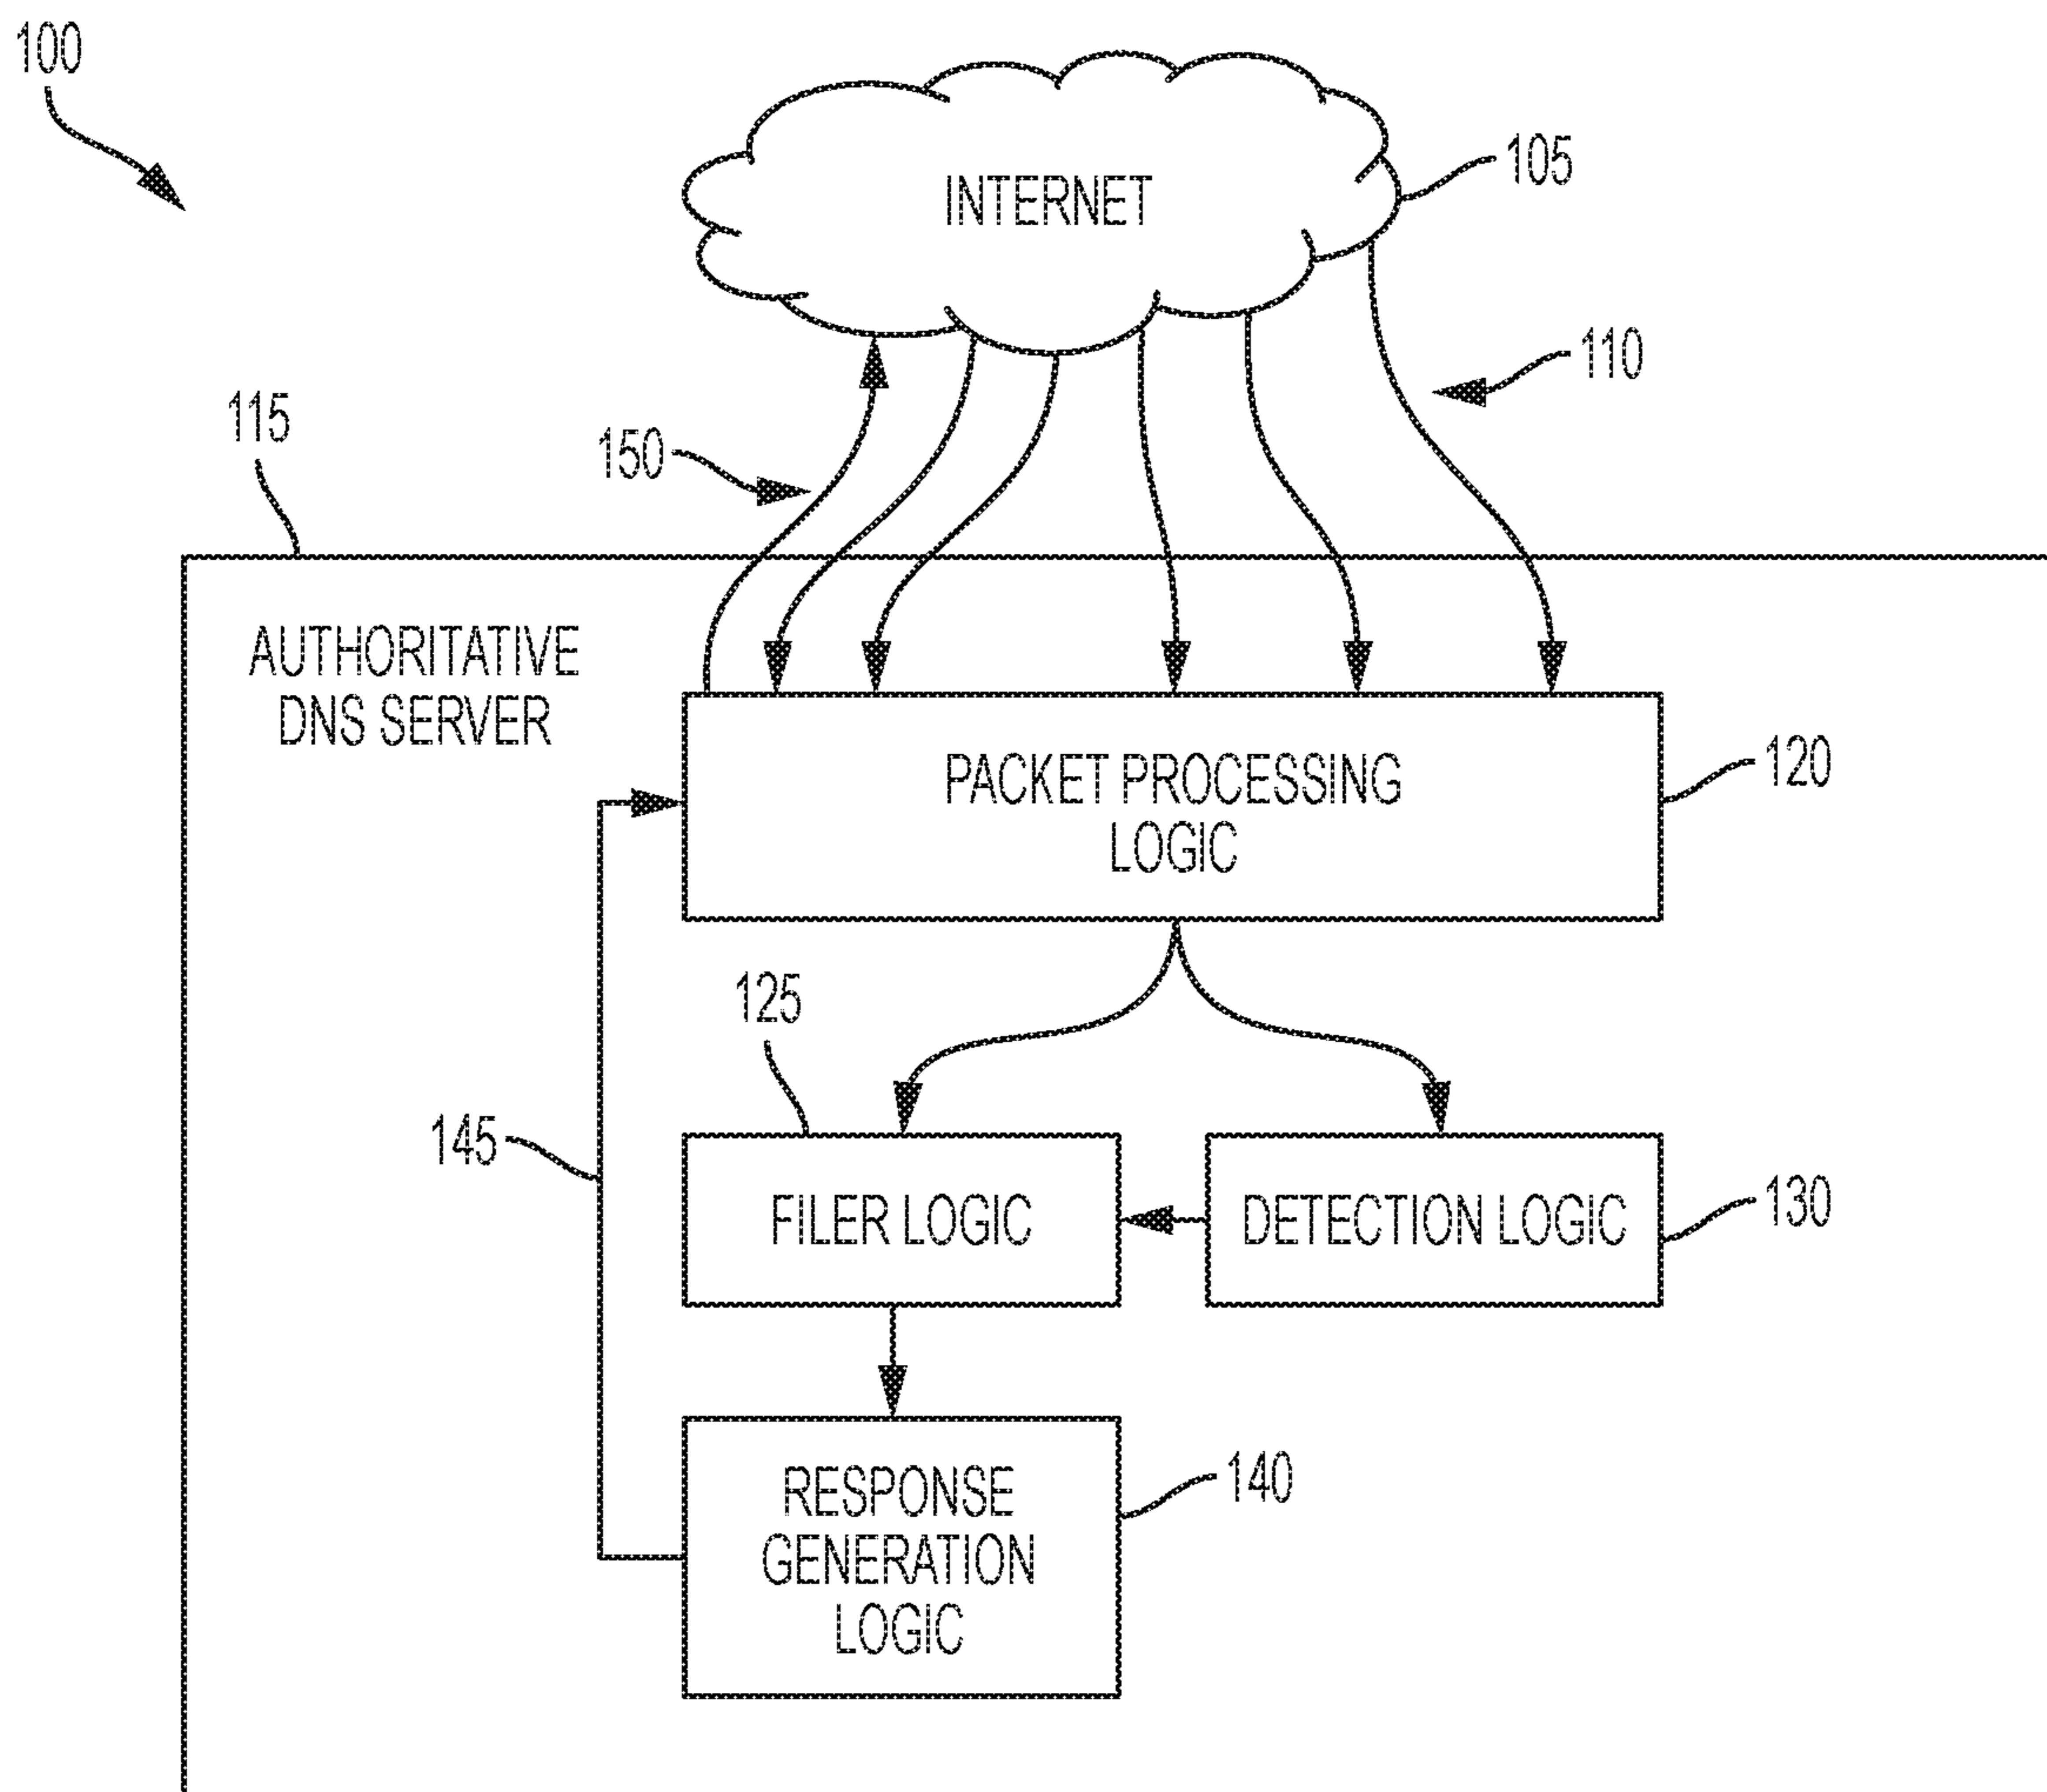 100
INTERNET
105
110
115
150
AUTHORITATIVE
DNS SERVER
PACKET PROCESSING
LOGIC
120
125
145
FILER LOGIC
DETECTION LOGIC
130
RESPONSE
GENERATION
LOGIC
140